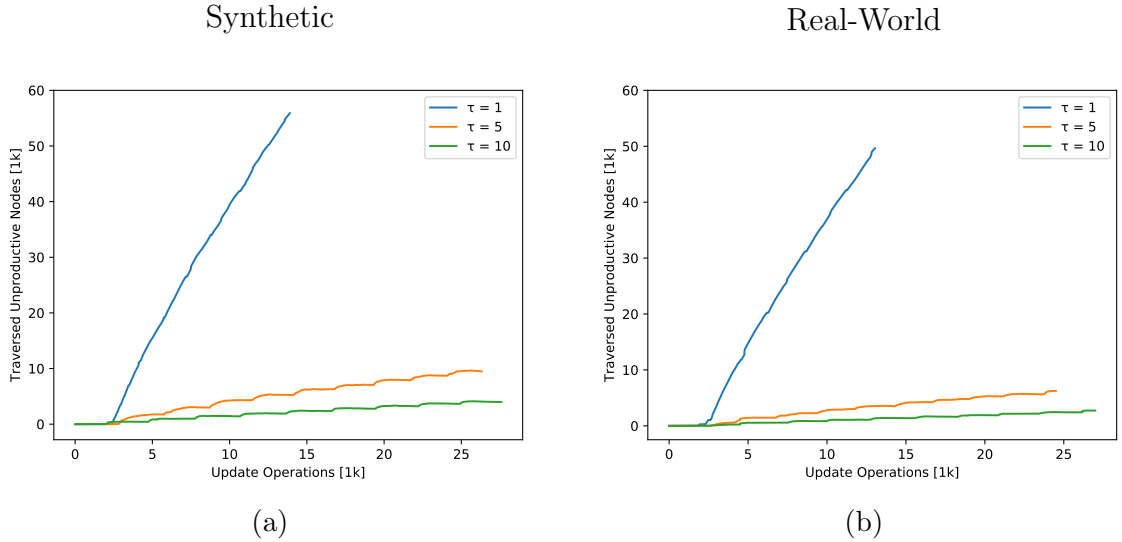 Synthetic
Real-World
60
50
40
30
20
10
0
Traversed Unproductive Nodes [1k]
τ = 1
τ = 5
τ = 10
0 5 10 15 20 25
Update Operations [1k]
(a)
60
50
40
30
20
10
0
Traversed Unproductive Nodes [1k]
τ = 1
τ = 5
τ = 10
0 5 10 15 20 25
Update Operations [1k]
(b)